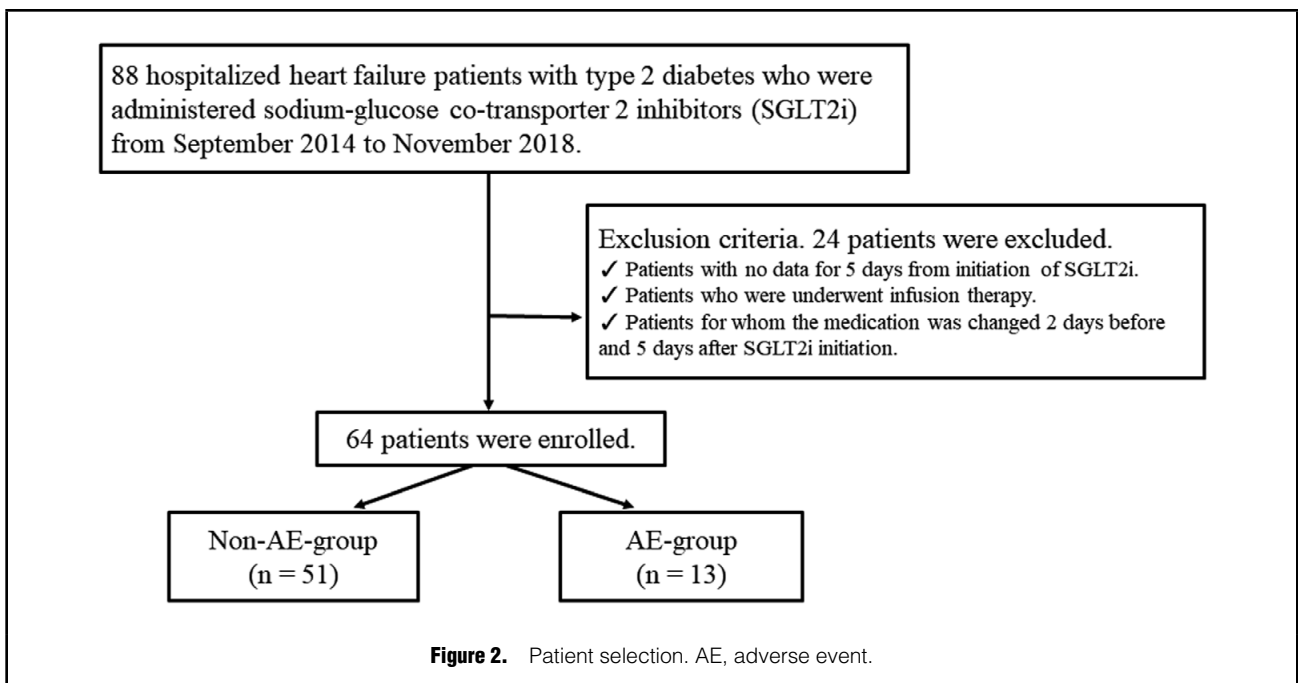 88 hospitalized heart failure patients with type 2 diabetes who were
administered sodium-glucose co-transporter 2 inhibitors (SGLT2i)
from September 2014 to November 2018.
Exclusion criteria. 24 patients were excluded.
✓ Patients with no data for 5 days from initiation of SGLT2i.
✓ Patients who were underwent infusion therapy.
✓ Patients for whom the medication was changed 2 days before
and 5 days after SGLT2i initiation.
64 patients were enrolled.
Non-AE-group
(n = 51)
AE-group
(n = 13)
Figure 2. Patient selection. AE, adverse event.